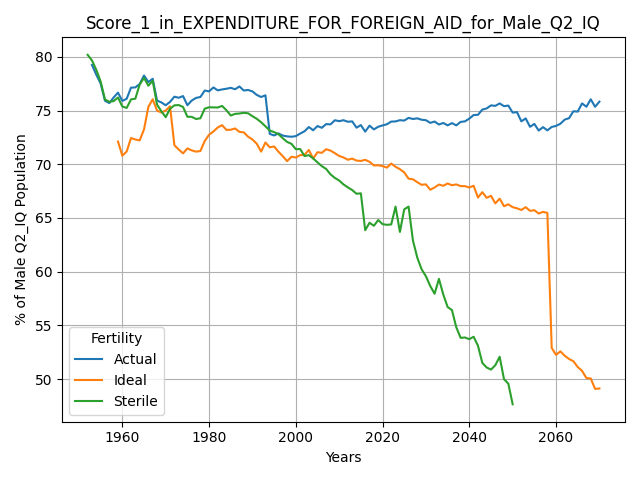 Score_1_in_EXPENDITURE_FOR_FOREIGN_AID_for_Male_Q2_IQ
% of Male Q2_IQ Population
80
75
70
65
60
55
50
Fertility
Actual
Ideal
Sterile
1960 1980 2000 2020 2040 2060
Years